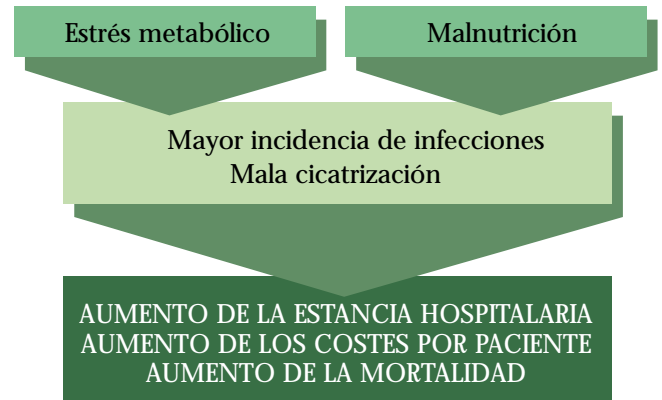 Estrés metabólico
Malnutrición
Mayor incidencia de infecciones
Mala cicatrización
AUMENTO DE LA ESTANCIA HOSPITALARIA
AUMENTO DE LOS COSTES POR PACIENTE
AUMENTO DE LA MORTALIDAD